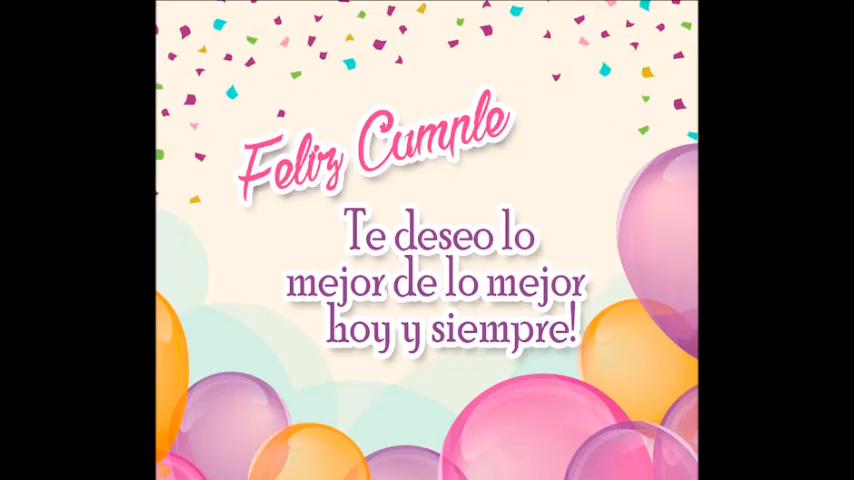 Feliz Cumple
Te deseo lo
mejor de lo mejor
hoy y siempre!